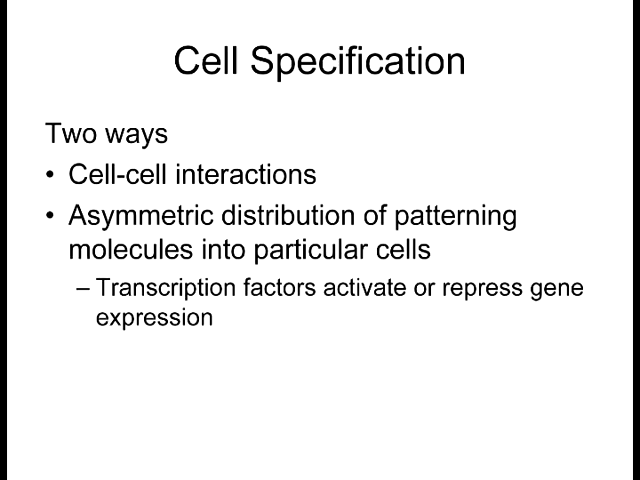 Cell Specification
Two ways
• Cell-cell interactions
• Asymmetric distribution of patterning
molecules into particular cells
– Transcription factors activate or repress gene
expression